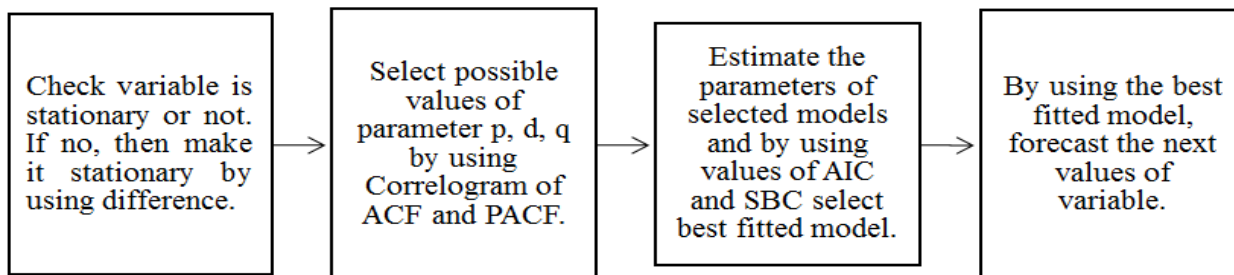 Check variable is
stationary or not.
If no, then make
it stationary by
using difference.
Select possible
values of
parameter p, d, q
by using
Correlogram of
ACF and PACF.
Estimate the
parameters of
selected models
and by using
values of AIC
and SBC select
best fitted model.
By using the best
fitted model,
forecast the next
values of
variable.